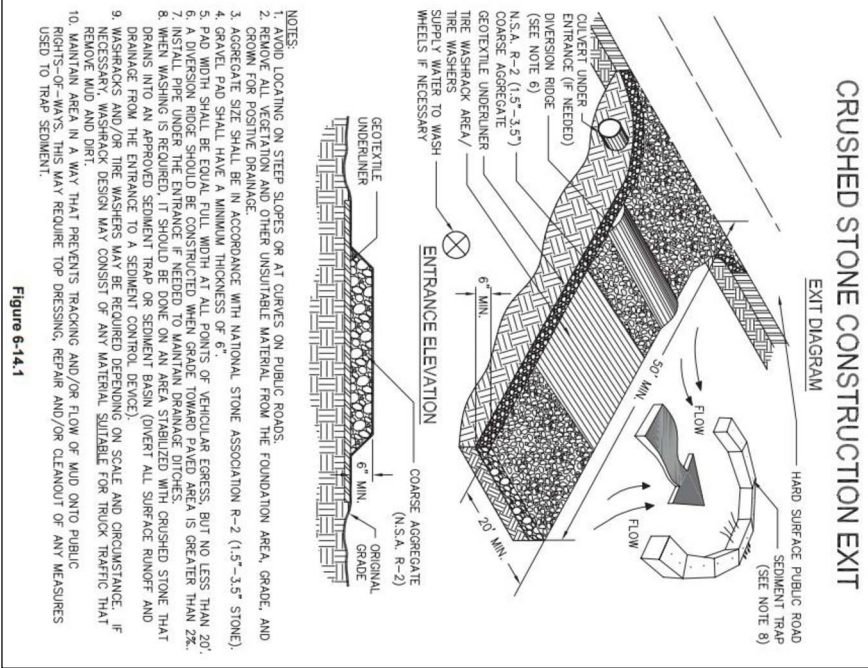 CRUSHED STONE CONSTRUCTION EXIT
EXIT DIAGRAM
HARD SURFACE PUBLIC ROAD
SEDIMENT TRAP
(SEE NOTE 8)
CULVERT UNDER
ENTRANCE (IF NEEDED)
DIVERSION RIDGE
(SEE NOTE 6)
N.S.A. R-2 (1.5"-3.5")
COARSE AGGREGATE
GEOTEXTILE UNDERLINER
TIRE WASHRACK AREA/
TIRE WASHERS
SUPPLY WATER TO WASH
WHEELS IF NECESSARY
FLOW
FLOW
50' MIN.
20' MIN.
6" MIN.
ENTRANCE ELEVATION
GEOTEXTILE
UNDERLINER
COARSE AGGREGATE
(N.S.A. R-2)
6" MIN.
ORIGINAL
GRADE
NOTES:
1. AVOID LOCATING ON STEEP SLOPES OR AT CURVES ON PUBLIC ROADS.
2. REMOVE ALL VEGETATION AND OTHER UNSUITABLE MATERIAL FROM THE FOUNDATION AREA, GRADE, AND
CROWN FOR POSITIVE DRAINAGE.
3. AGGREGATE SIZE SHALL BE IN ACCORDANCE WITH NATIONAL STONE ASSOCIATION R-2 (1.5"-3.5" STONE).
4. GRAVEL PAD SHALL HAVE A MINIMUM THICKNESS OF 6".
5. PAD WIDTH SHALL BE EQUAL FULL WIDTH AT ALL POINTS OF VEHICULAR EGRESS, BUT NO LESS THAN 20'.
6. A DIVERSION RIDGE SHOULD BE CONSTRUCTED WHEN GRADE TOWARD PAVED AREA IS GREATER THAN 2%.
7. INSTALL PIPE UNDER THE ENTRANCE IF NEEDED TO MAINTAIN DRAINAGE DITCHES.
8. WHEN WASHING IS REQUIRED, IT SHOULD BE DONE ON AN AREA STABILIZED WITH CRUSHED STONE THAT
DRAINS INTO AN APPROVED SEDIMENT TRAP OR SEDIMENT BASIN (DIVERT ALL SURFACE RUNOFF AND
DRAINAGE FROM THE ENTRANCE TO A SEDIMENT CONTROL DEVICE).
9. WASHRACKS AND/OR TIRE WASHERS MAY BE REQUIRED DEPENDING ON SCALE AND CIRCUMSTANCE. IF
NECESSARY, WASHRACK DESIGN MAY CONSIST OF ANY MATERIAL SUITABLE FOR TRUCK TRAFFIC THAT
REMOVE MUD AND DIRT.
10. MAINTAIN AREA IN A WAY THAT PREVENTS TRACKING AND/OR FLOW OF MUD ONTO PUBLIC
RIGHTS-OF-WAYS. THIS MAY REQUIRE TOP DRESSING, REPAIR AND/OR CLEANOUT OF ANY MEASURES
USED TO TRAP SEDIMENT.
Figure 6-14.1